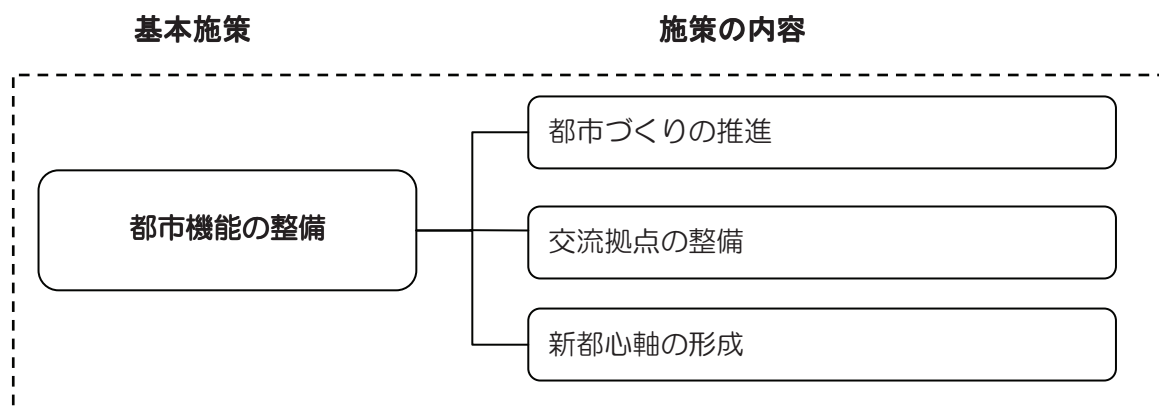 基本施策
施策の内容
都市機能の整備
都市づくりの推進
交流拠点の整備
新都心軸の形成